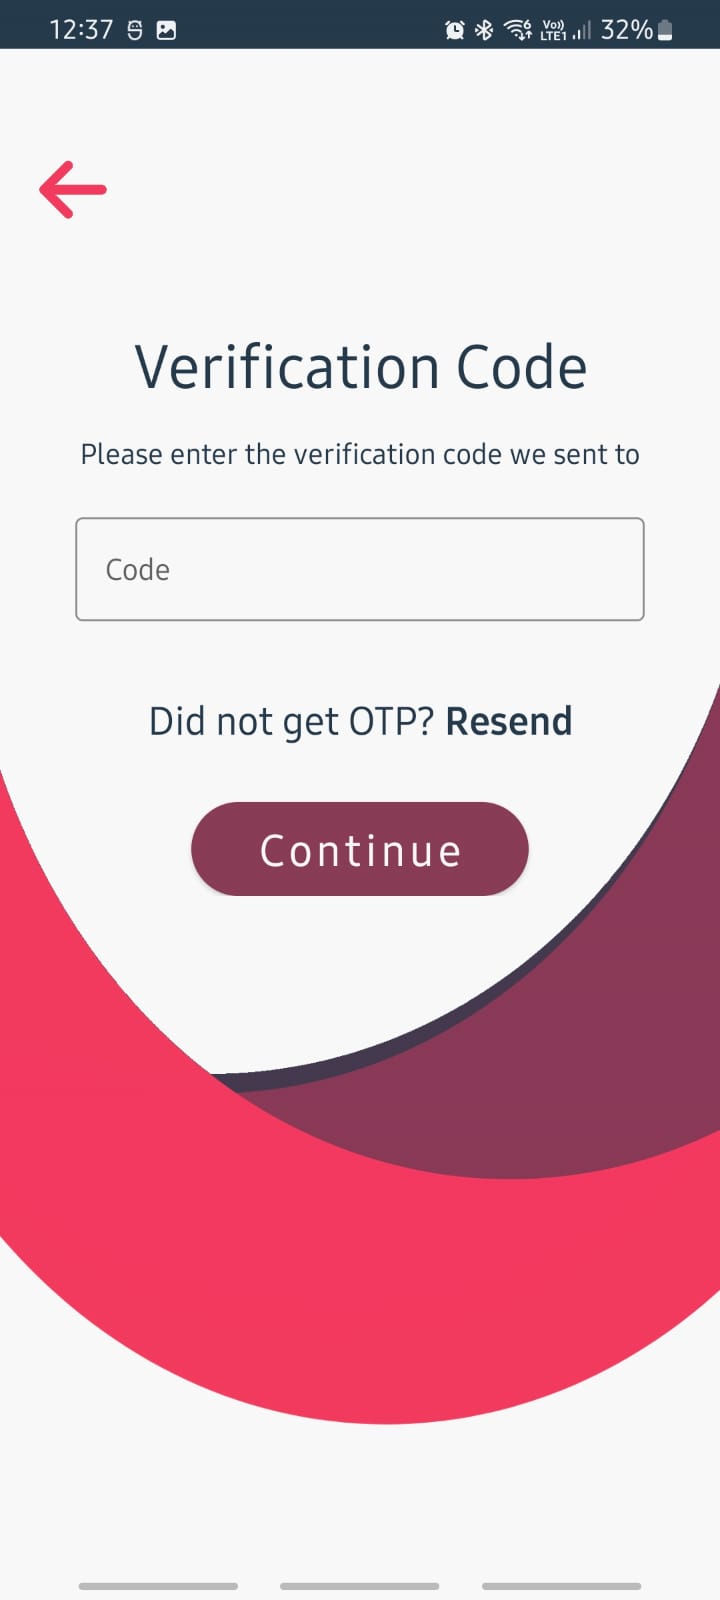 12:37 6 Vo)) LTE1 32%
Verification Code
Please enter the verification code we sent to
Code
Did not get OTP? Resend
Continue